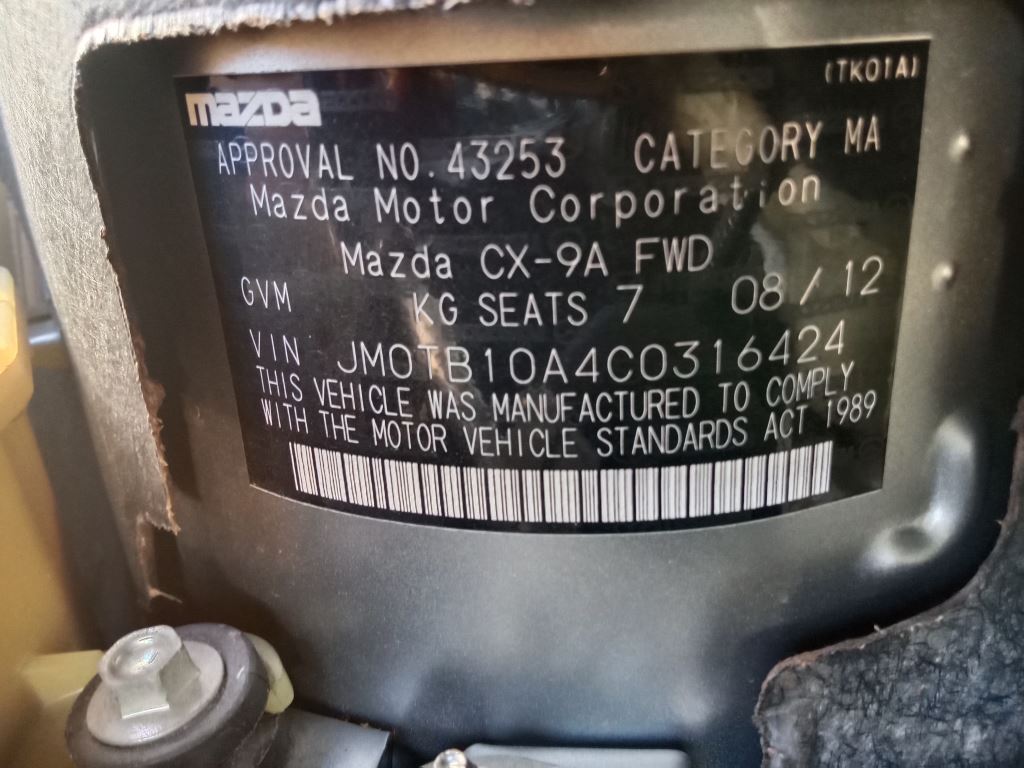 (TK01A)
mazda
APPROVAL NO. 43253 CATEGORY MA
Mazda Motor Corporation
Mazda CX-9A FWD
GVM KG SEATS 7 08 / 12
VIN JM0TB10A4C0316424
THIS VEHICLE WAS MANUFACTURED TO COMPLY
WITH THE MOTOR VEHICLE STANDARDS ACT 1989